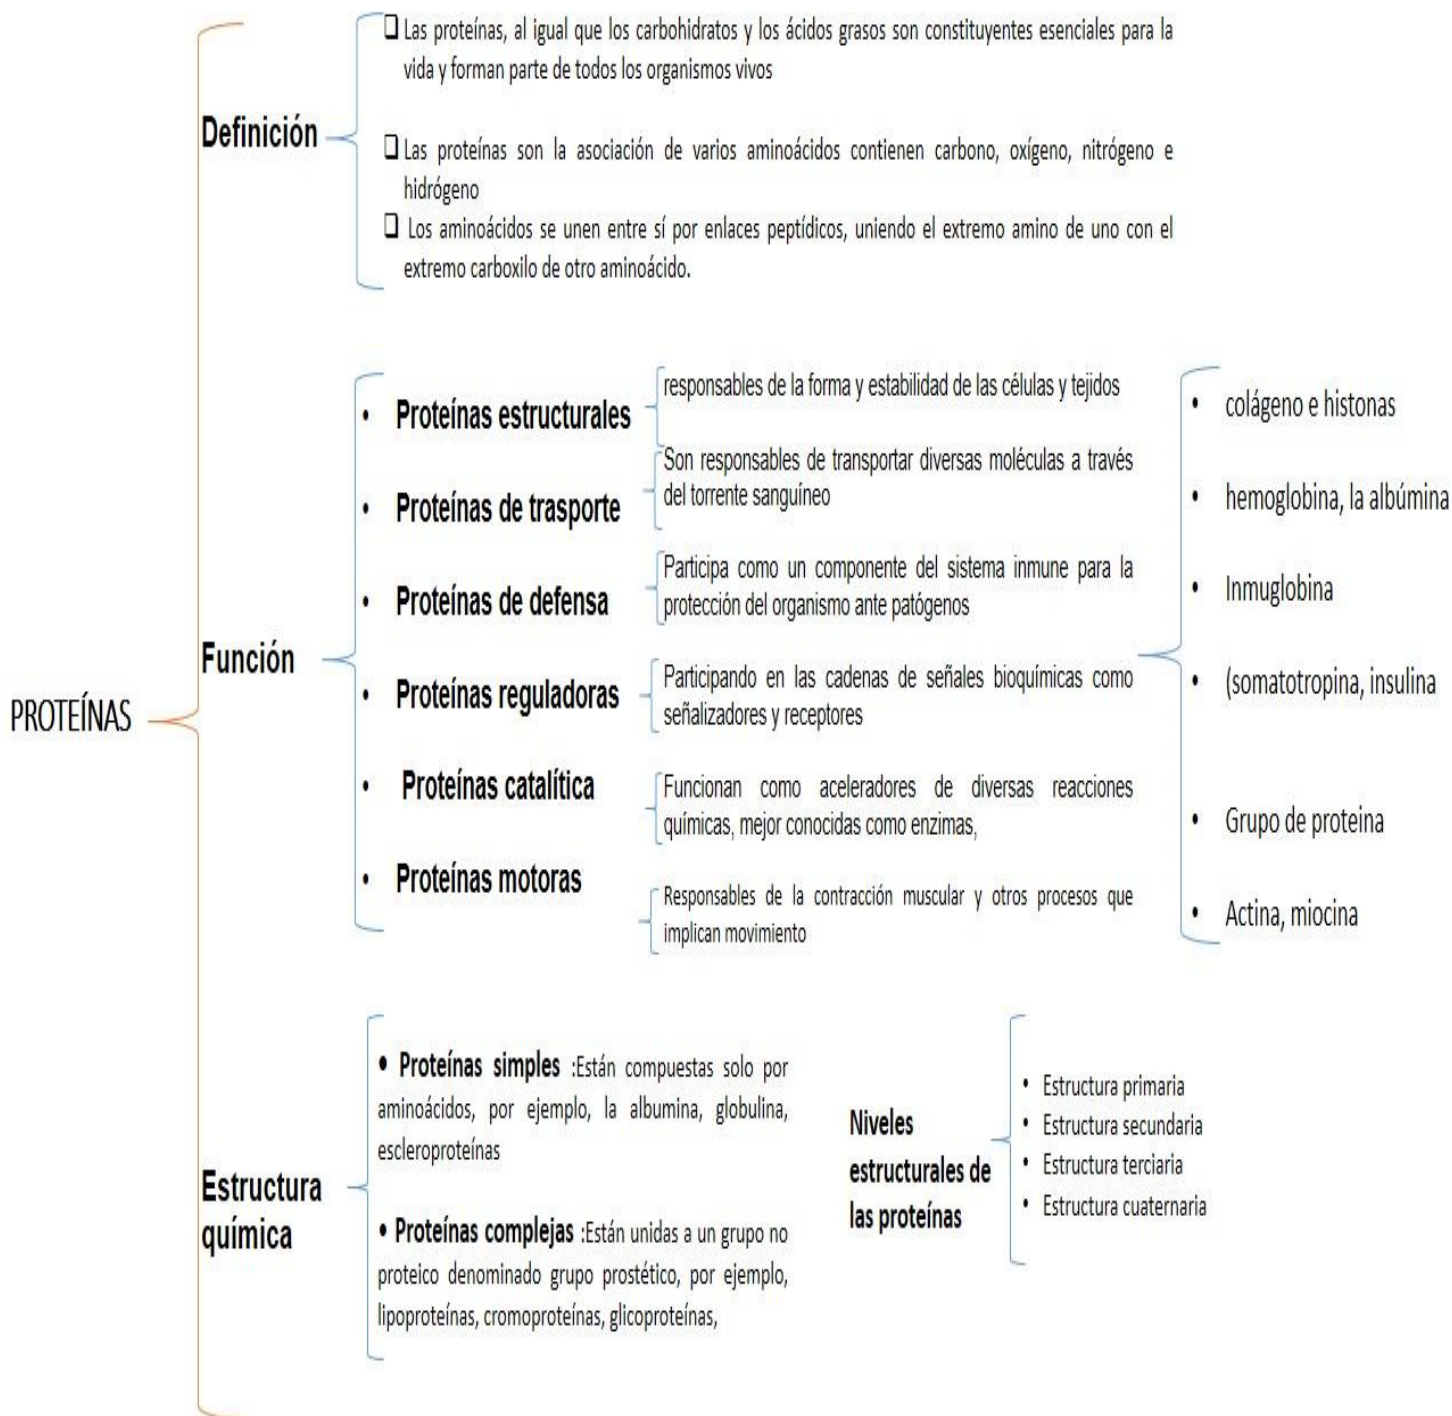 PROTEÍNAS
Definición
❑ Las proteínas, al igual que los carbohidratos y los ácidos grasos son constituyentes esenciales para la
vida y forman parte de todos los organismos vivos
❑ Las proteínas son la asociación de varios aminoácidos contienen carbono, oxígeno, nitrógeno e
hidrógeno
❑ Los aminoácidos se unen entre sí por enlaces peptídicos, uniendo el extremo amino de uno con el
extremo carboxilo de otro aminoácido.
Función
• Proteínas estructurales
responsables de la forma y estabilidad de las células y tejidos
• colágeno e histonas
• Proteínas de trasporte
Son responsables de transportar diversas moléculas a través
del torrente sanguíneo
• hemoglobina, la albúmina
• Proteínas de defensa
Participa como un componente del sistema inmune para la
protección del organismo ante patógenos
• Inmuglobina
• Proteínas reguladoras
Participando en las cadenas de señales bioquímicas como
señalizadores y receptores
• (somatotropina, insulina
• Proteínas catalítica
Funcionan como aceleradores de diversas reacciones
químicas, mejor conocidas como enzimas,
• Grupo de proteina
• Proteínas motoras
Responsables de la contracción muscular y otros procesos que
implican movimiento
• Actina, miocina
Estructura
química
• Proteínas simples :Están compuestas solo por
aminoácidos, por ejemplo, la albumina, globulina,
escleroproteínas
• Proteínas complejas :Están unidas a un grupo no
proteico denominado grupo prostético, por ejemplo,
lipoproteínas, cromoproteínas, glicoproteínas,
Niveles
estructurales de
las proteínas
• Estructura primaria
• Estructura secundaria
• Estructura terciaria
• Estructura cuaternaria